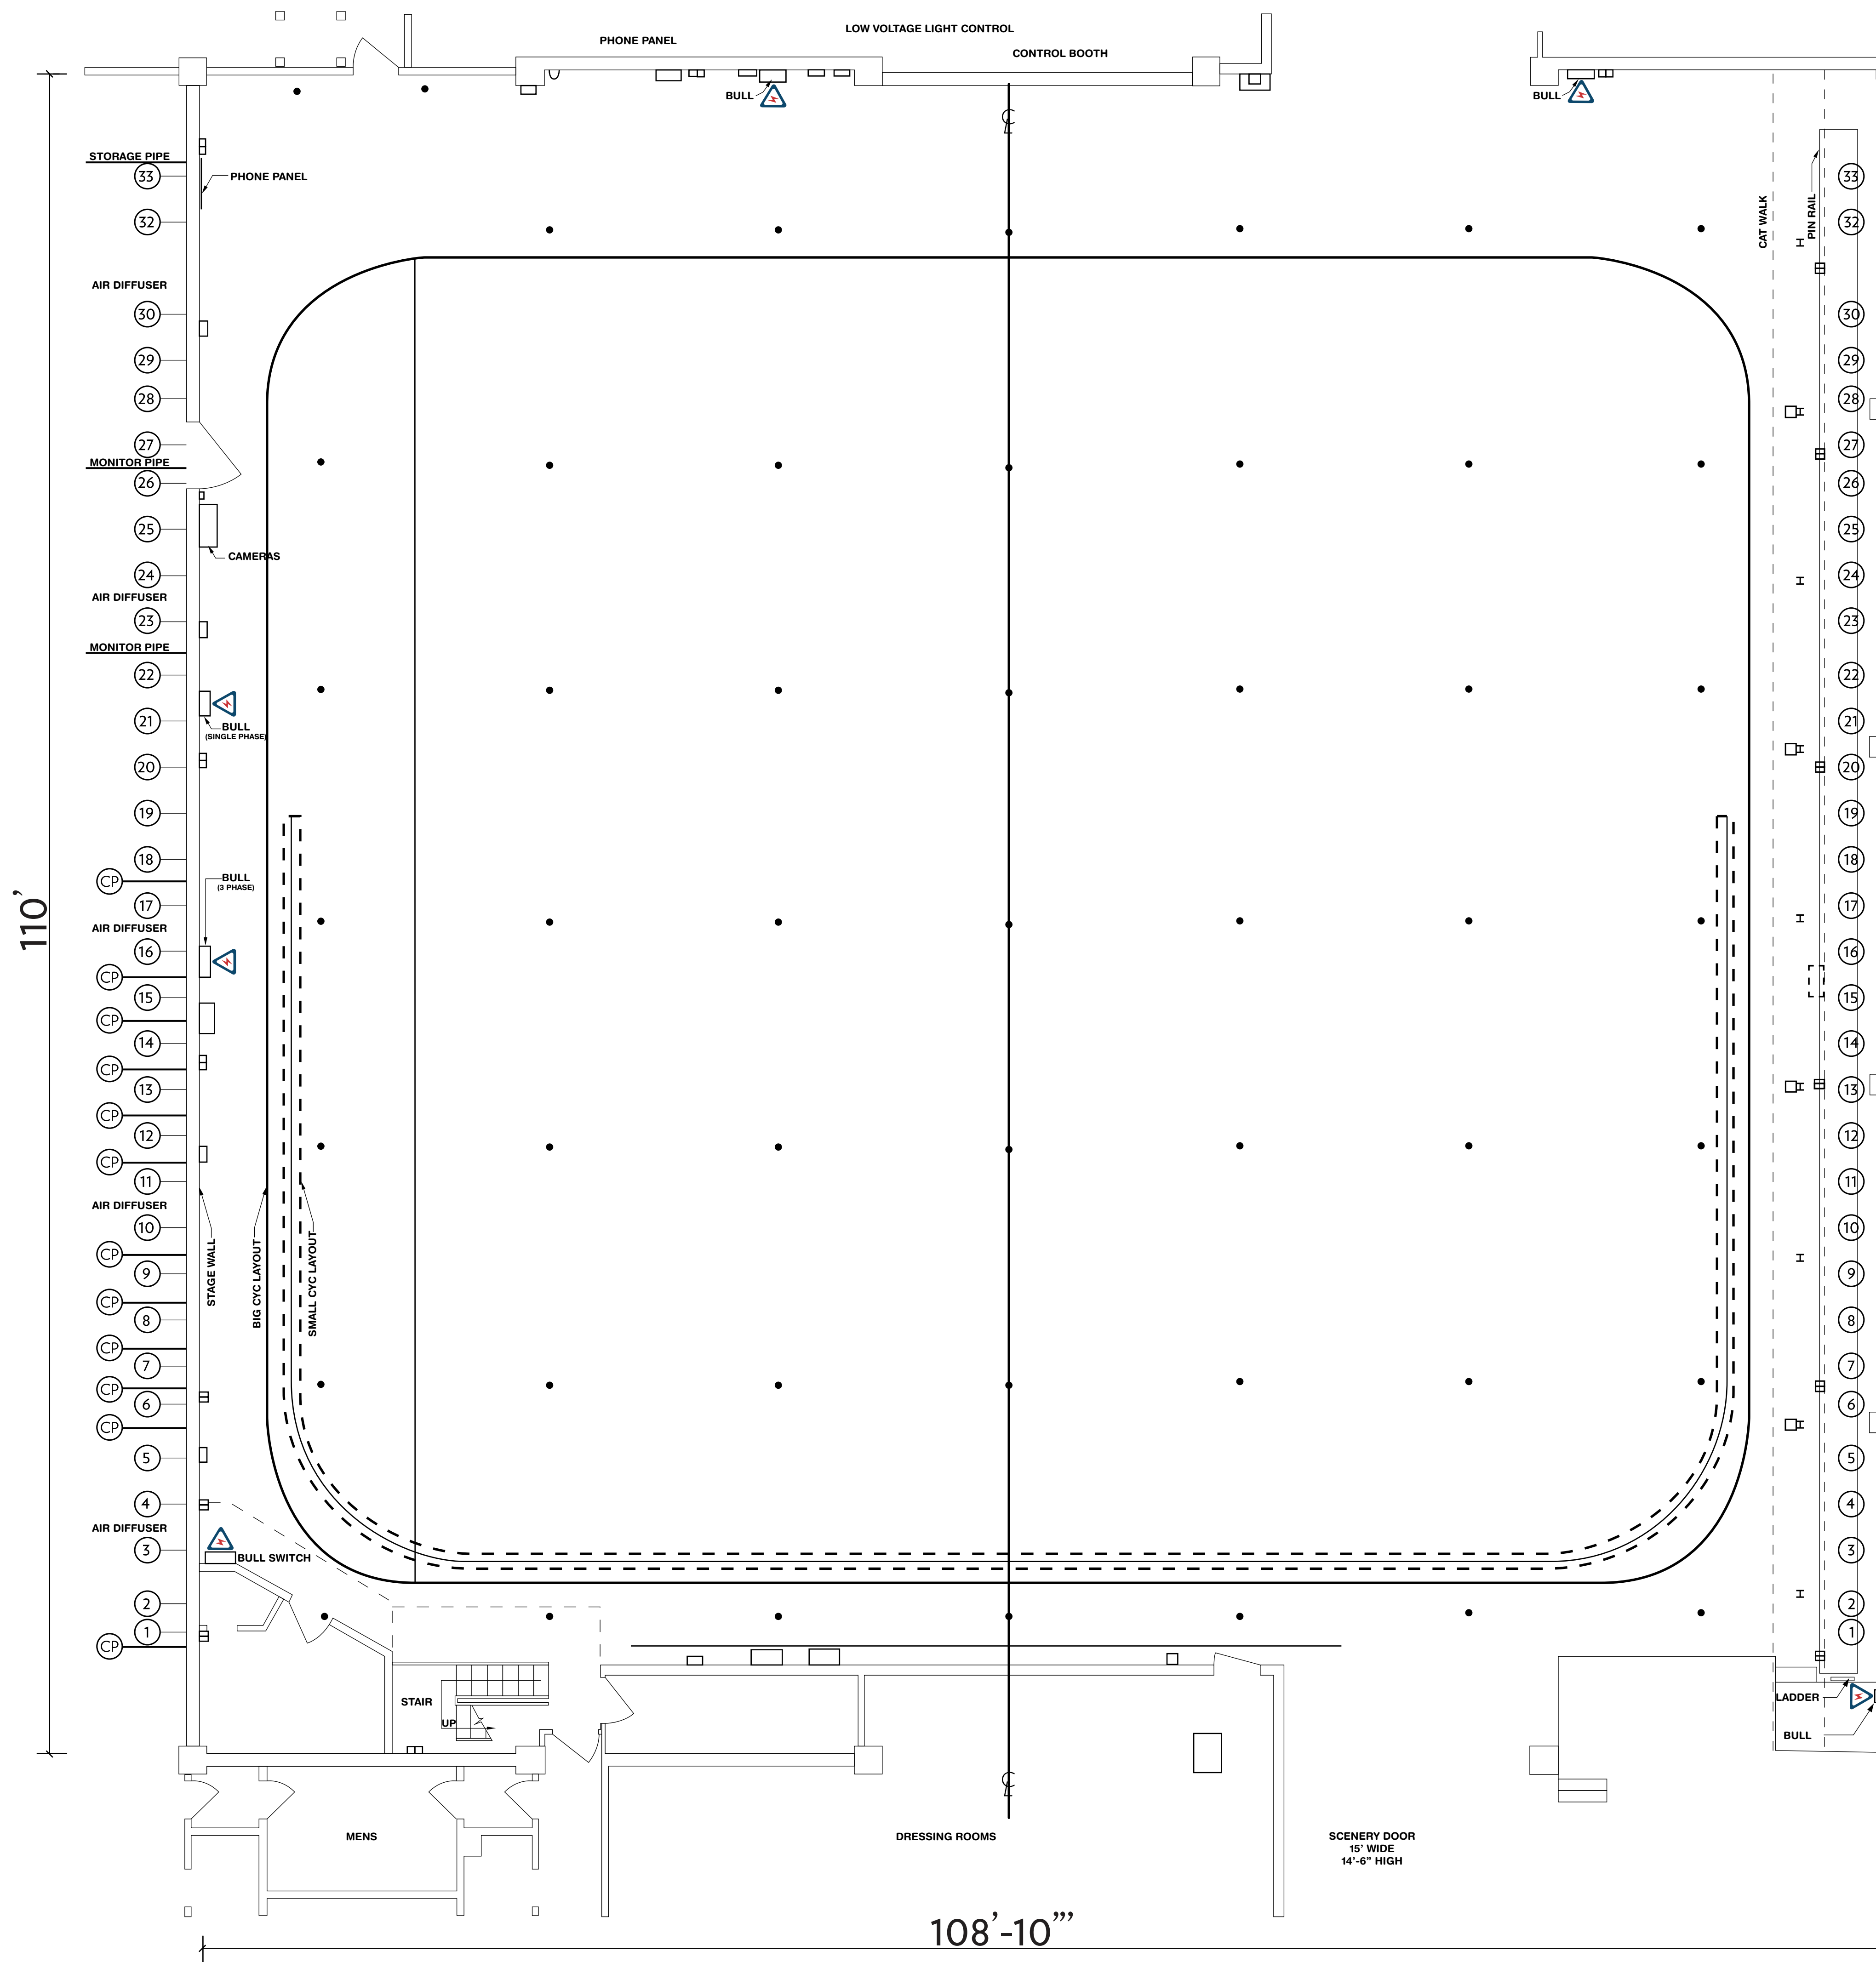 LOW VOLTAGE LIGHT CONTROL
PHONE PANEL
CONTROL BOOTH
BULL
BULL
℄
STORAGE PIPE
33
PHONE PANEL
32
AIR DIFFUSER
30
29
28
27
MONITOR PIPE
26
25
CAMERAS
24
AIR DIFFUSER
23
MONITOR PIPE
22
21
BULL
(SINGLE PHASE)
20
19
18
CP
BULL
(3 PHASE)
17
AIR DIFFUSER
16
CP
15
CP
14
CP
13
CP
12
CP
11
AIR DIFFUSER
10
CP
9
CP
8
CP
7
CP
6
CP
5
4
AIR DIFFUSER
3
BULL SWITCH
2
1
CP
110'
STAGE WALL
BIG CYC LAYOUT
SMALL CYC LAYOUT
CAT WALK
PIN RAIL
33
32
30
29
28
27
26
25
24
23
22
21
20
19
18
17
16
15
14
13
12
11
10
9
8
7
6
5
4
3
2
1
STAIR
UP
LADDER
BULL
℄
MENS
DRESSING ROOMS
SCENERY DOOR
15' WIDE
14'-6” HIGH
108’-10”’